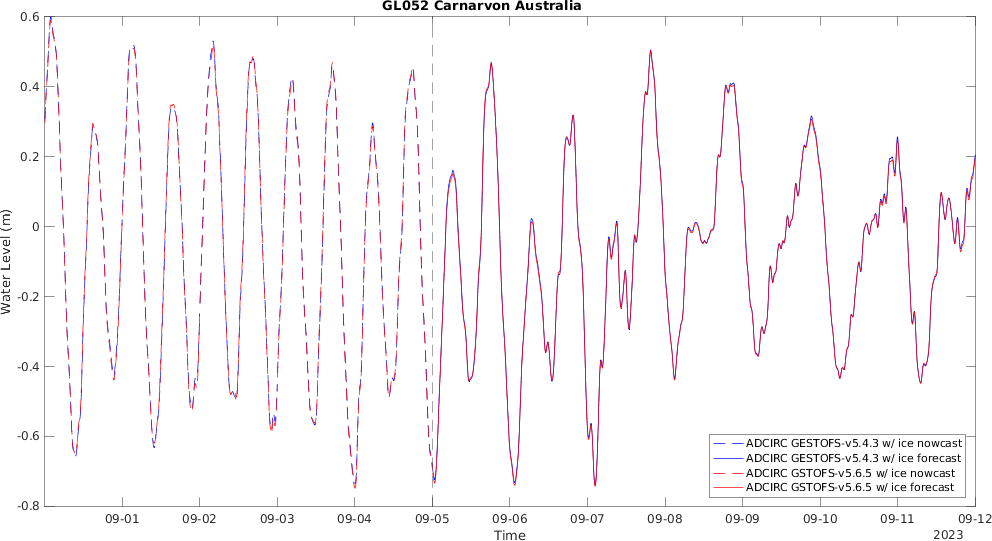 GL052 Carnarvon Australia
0.6
0.4
0.2
0
-0.2
-0.4
-0.6
-0.8
Water Level (m)
09-01 09-02 09-03 09-04 09-05 09-06 09-07 09-08 09-09 09-10 09-11 09-12
Time
2023
ADCIRC GESTOFS-v5.4.3 w/ ice nowcast
ADCIRC GESTOFS-v5.4.3 w/ ice forecast
ADCIRC GSTOFS-v5.6.5 w/ ice nowcast
ADCIRC GSTOFS-v5.6.5 w/ ice forecast